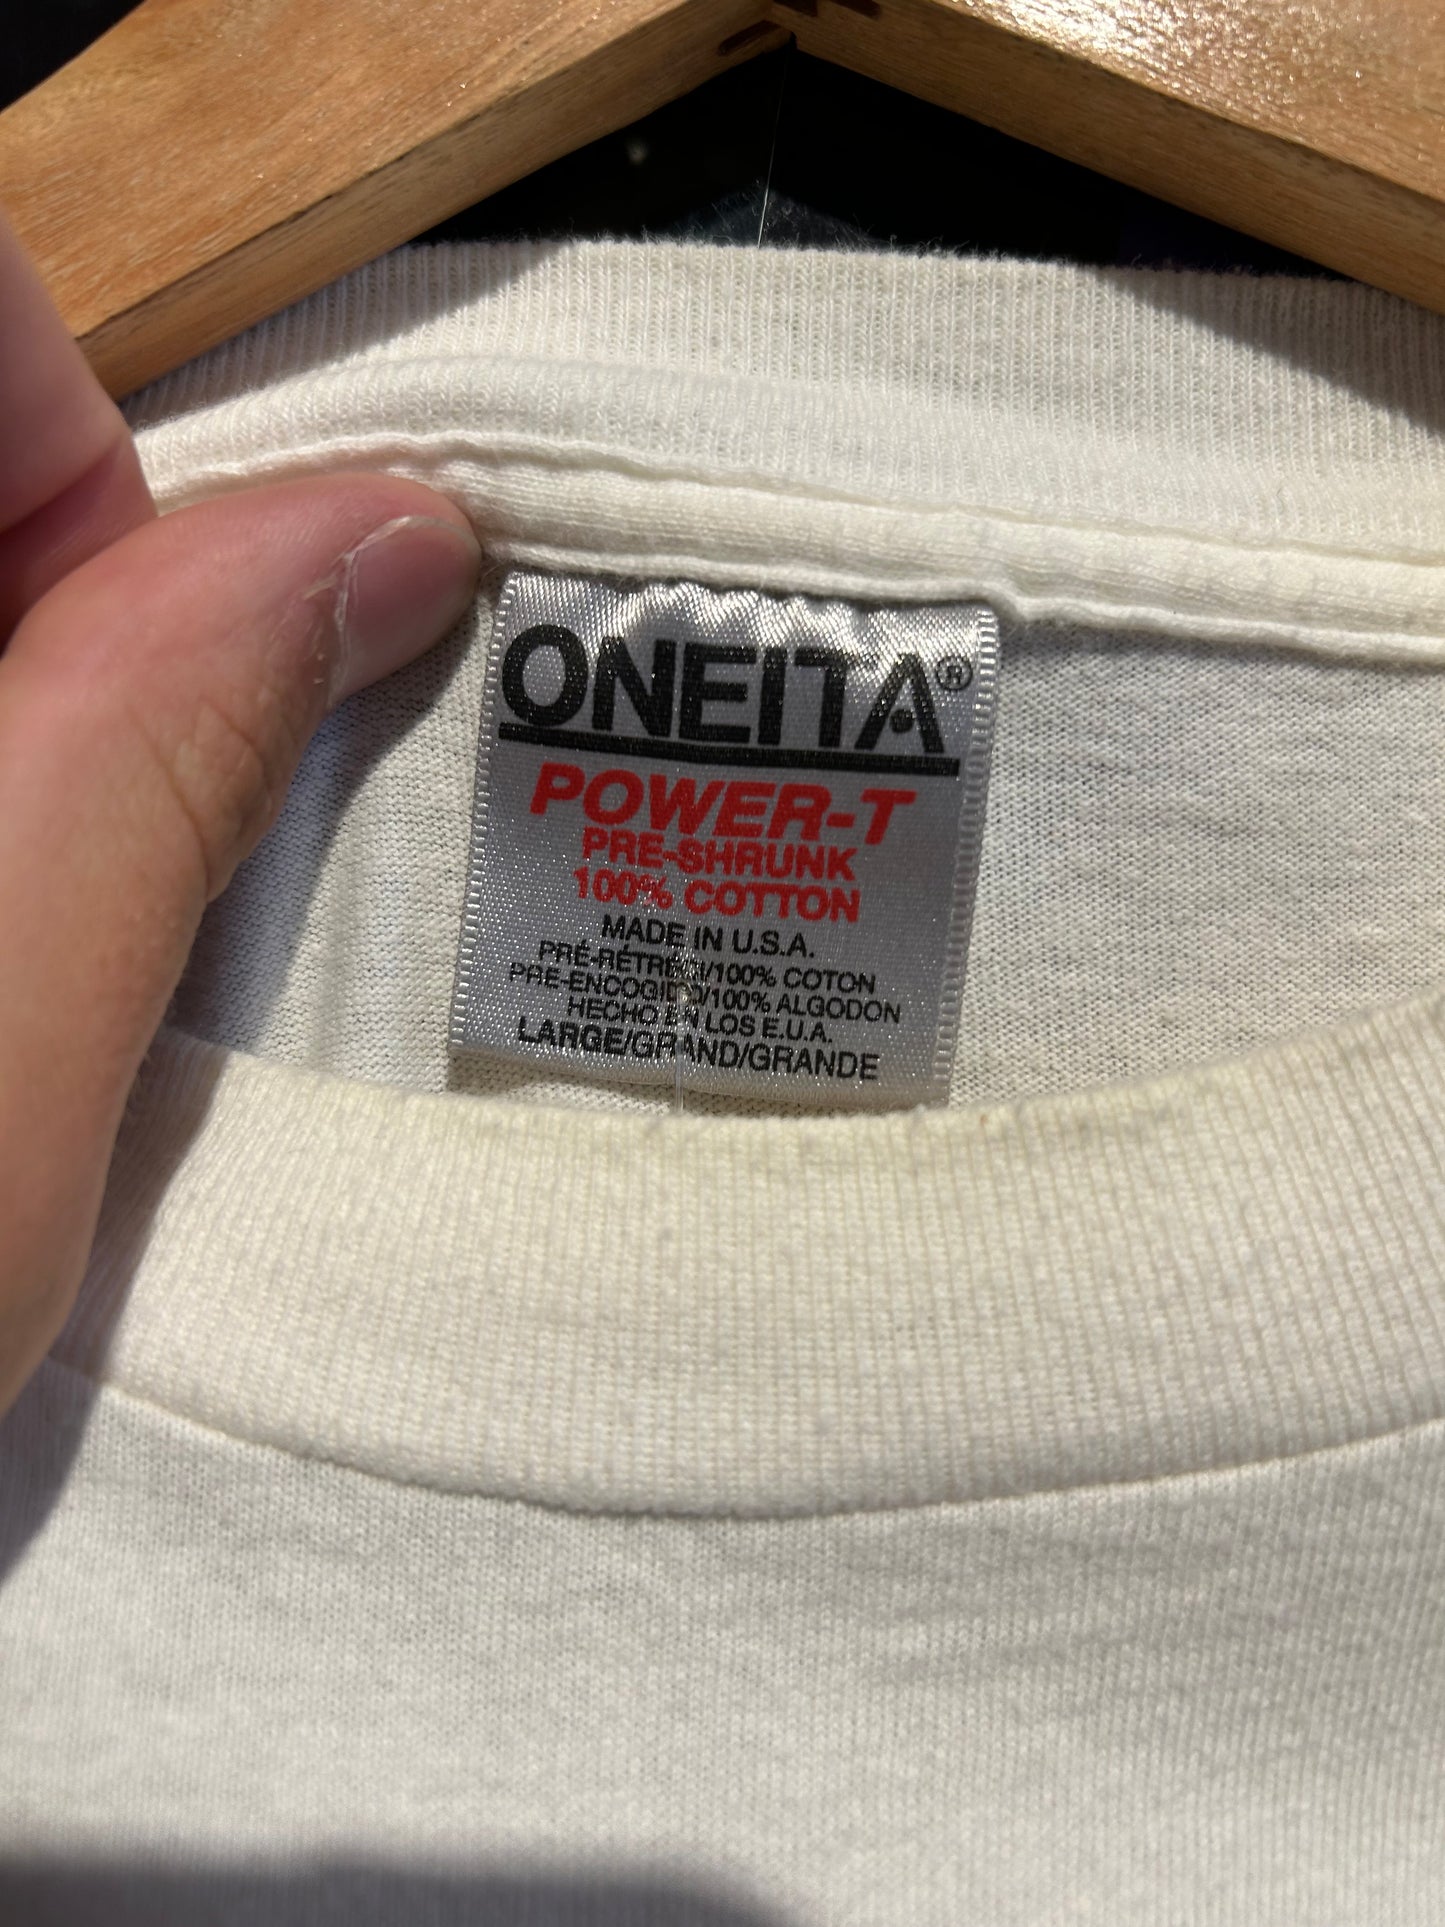 ONEITA®
POWER-T
PRE-SHRUNK
100% COTTON
MADE IN U.S.A.
PRÉ-RÉTRÉCI/100% COTON
PRE-ENCOGIDO/100% ALGODON
HECHO EN LOS E.U.A.
LARGE/GRAND/GRANDE